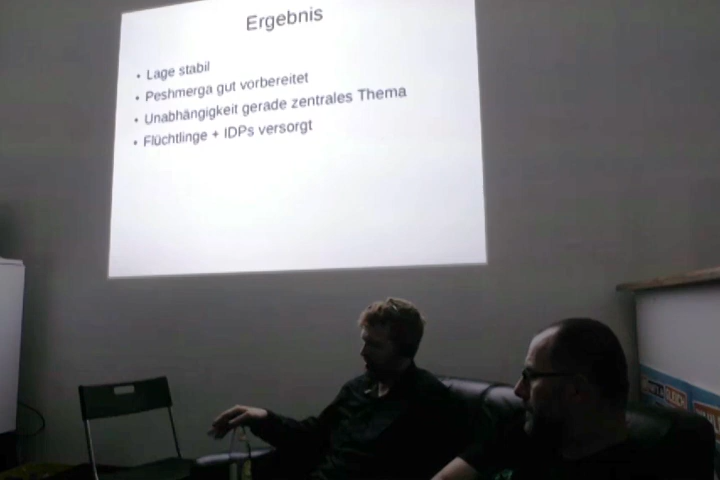 Ergebnis
• Lage stabil
• Peshmerga gut vorbereitet
• Unabhängigkeit gerade zentrales Thema
• Flüchtlinge + IDPs versorgt